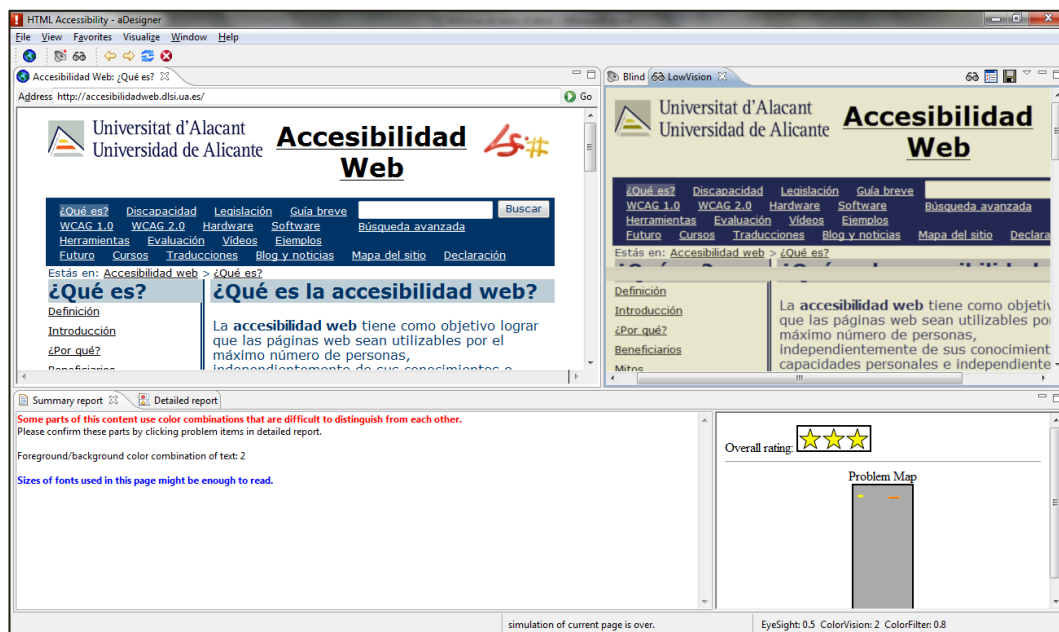 HTML Accessibility - aDesigner
File View Favorites Visualize Window Help
Accesibilidad Web: ¿Qué es?
Address http://accesibilidadweb.dlsi.ua.es/
Go
Universitat d'Alacant
Universidad de Alicante
Accesibilidad
Web
¿Qué es? Discapacidad Legislación Guía breve Buscar
WCAG 1.0 WCAG 2.0 Hardware Software Búsqueda avanzada
Herramientas Evaluación Vídeos Ejemplos
Futuro Cursos Traducciones Blog y noticias Mapa del sitio Declaración
Estás en: Accesibilidad web > ¿Qué es?
¿Qué es?
Definición
Introducción
¿Por qué?
Beneficiarios
¿Qué es la accesibilidad web?
La accesibilidad web tiene como objetivo lograr
que las páginas web sean utilizables por el
máximo número de personas,
independientemente de sus conocimientos o
Blind LowVision
Universitat d'Alacant
Universidad de Alicante
Accesibilidad
Web
¿Qué es? Discapacidad Legislación Guía breve
WCAG 1.0 WCAG 2.0 Hardware Software Búsqueda avanzada
Herramientas Evaluación Vídeos Ejemplos
Futuro Cursos Traducciones Blog y noticias Mapa del sitio Declara
Estás en: Accesibilidad web > ¿Qué es?
Definición
Introducción
¿Por qué?
Beneficiarios
Mitos
La accesibilidad web tiene como objetiv
que las páginas web sean utilizables po
máximo número de personas,
independientemente de sus conocimient
capacidades personales e independiente
Summary report Detailed report
Some parts of this content use color combinations that are difficult to distinguish from each other.
Please confirm these parts by clicking problem items in detailed report.
Foreground/background color combination of text: 2
Sizes of fonts used in this page might be enough to read.
Overall rating:
Problem Map
simulation of current page is over.
EyeSight: 0.5 ColorVision: 2 ColorFilter: 0.8